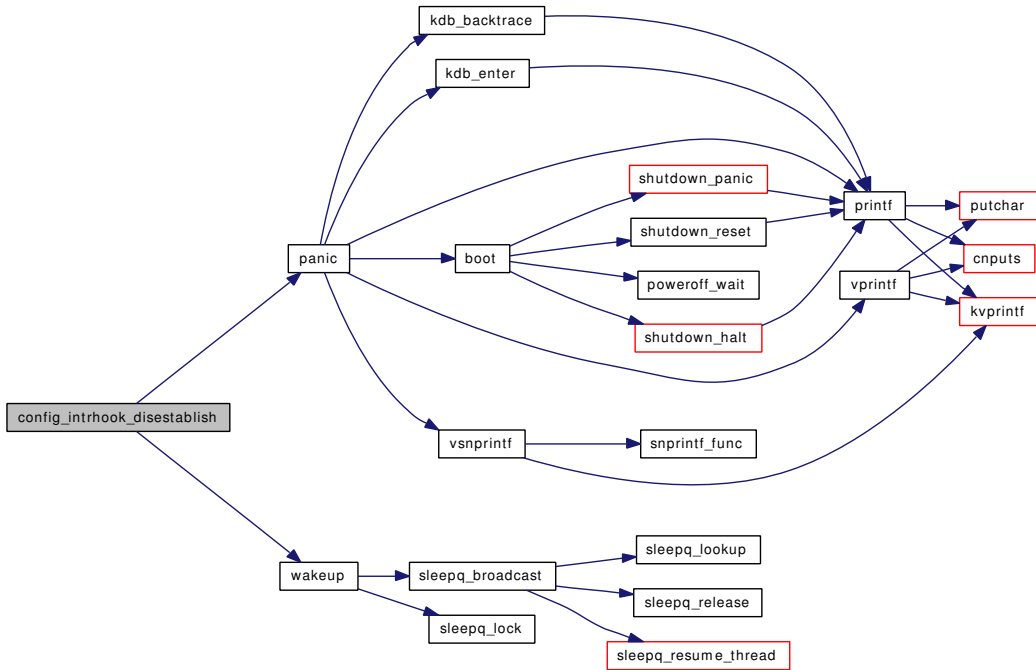 kdb_backtrace
kdb_enter
shutdown_panic
printf
putchar
shutdown_reset
panic
boot
cnputs
poweroff_wait
vprintf
kvprintf
shutdown_halt
config_intrhook_disestablish
vsnprintf
snprintf_func
sleepq_lookup
wakeup
sleepq_broadcast
sleepq_release
sleepq_lock
sleepq_resume_thread